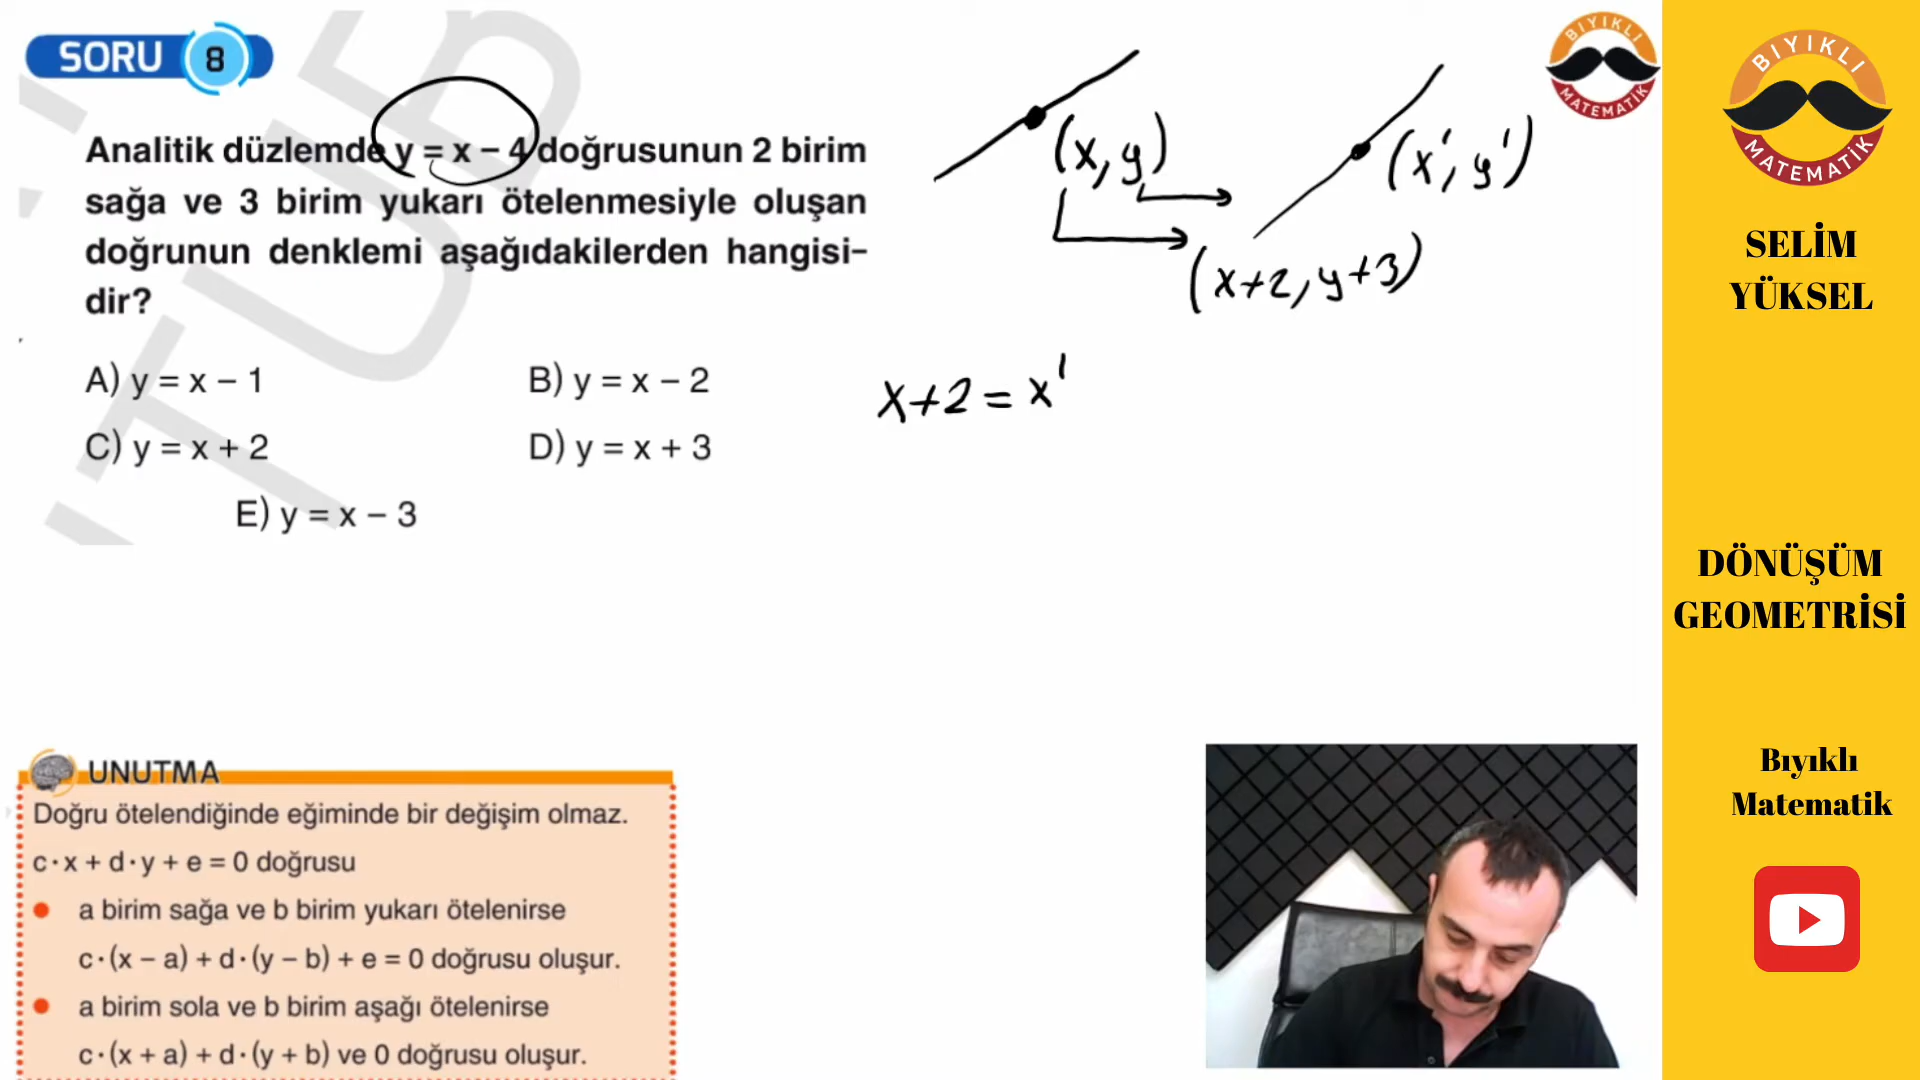 SORU 8
Analitik düzlemde y = x – 4 doğrusunun 2 birim
sağa ve 3 birim yukarı ötelenmesiyle oluşan
doğrunun denklemi aşağıdakilerden hangisi-
dir?
A) y = x – 1
B) y = x – 2
C) y = x + 2
D) y = x + 3
E) y = x – 3
(x, y)
(x', y')
(x+2, y+3)
x+2 = x'
UNUTMA
Doğru ötelendiğinde eğiminde bir değişim olmaz.
c · x + d · y + e = 0 doğrusu
● a birim sağa ve b birim yukarı ötelenirse
c · (x – a) + d · (y – b) + e = 0 doğrusu oluşur.
● a birim sola ve b birim aşağı ötelenirse
c · (x + a) + d · (y + b) ve 0 doğrusu oluşur.
BIYIKLI
MATEMATİK
BIYIKLI
MATEMATİK
SELİM
YÜKSEL
DÖNÜŞÜM
GEOMETRİSİ
Bıyıklı
Matematik